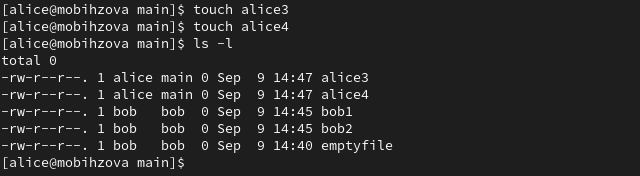 [alice@mobihzova main]$ touch alice3
[alice@mobihzova main]$ touch alice4
[alice@mobihzova main]$ ls -l
total 0
-rw-r--r--. 1 alice main 0 Sep  9 14:47 alice3
-rw-r--r--. 1 alice main 0 Sep  9 14:47 alice4
-rw-r--r--. 1 bob   bob  0 Sep  9 14:45 bob1
-rw-r--r--. 1 bob   bob  0 Sep  9 14:45 bob2
-rw-r--r--. 1 bob   bob  0 Sep  9 14:40 emptyfile
[alice@mobihzova main]$